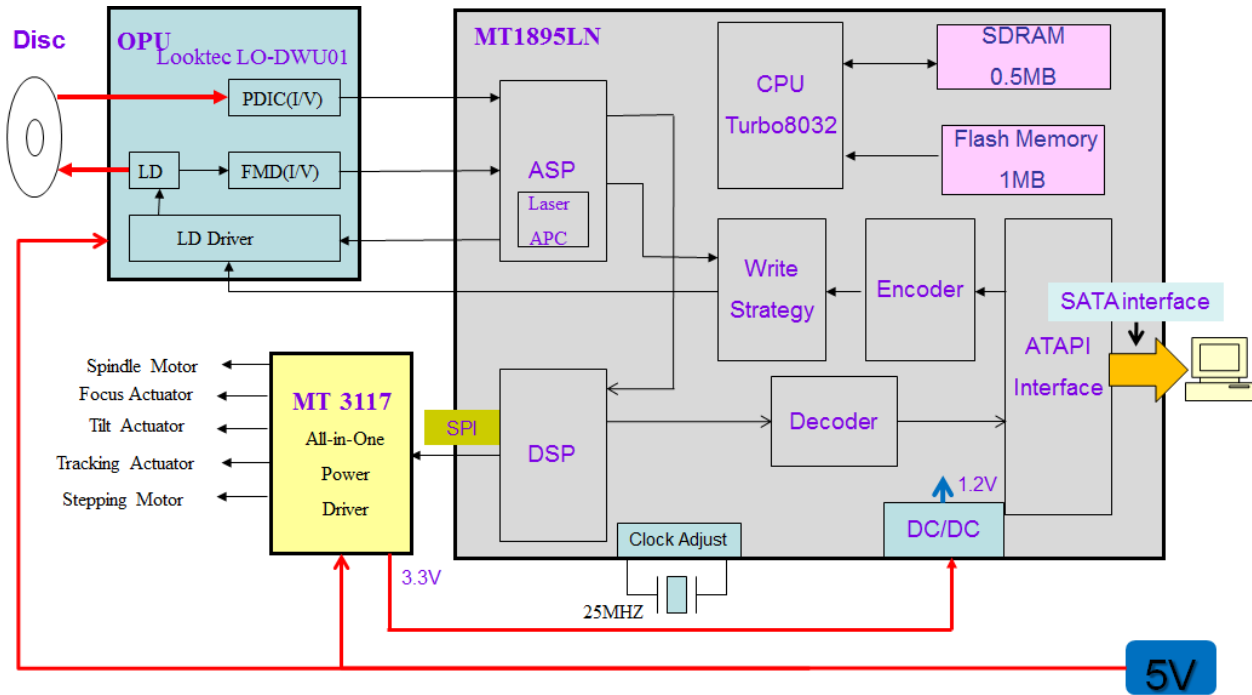 Disc
OPU
Looktec LO-DWU01
PDIC(I/V)
LD
FMD(I/V)
LD Driver
MT1895LN
ASP
Laser
APC
CPU
Turbo8032
SDRAM
0.5MB
Flash Memory
1MB
Write
Strategy
Encoder
ATAPI
Interface
SATA interface
Spindle Motor
Focus Actuator
Tilt Actuator
Tracking Actuator
Stepping Motor
MT 3117
All-in-One
Power
Driver
SPI
DSP
Decoder
1.2V
DC/DC
Clock Adjust
3.3V
25MHZ
5V